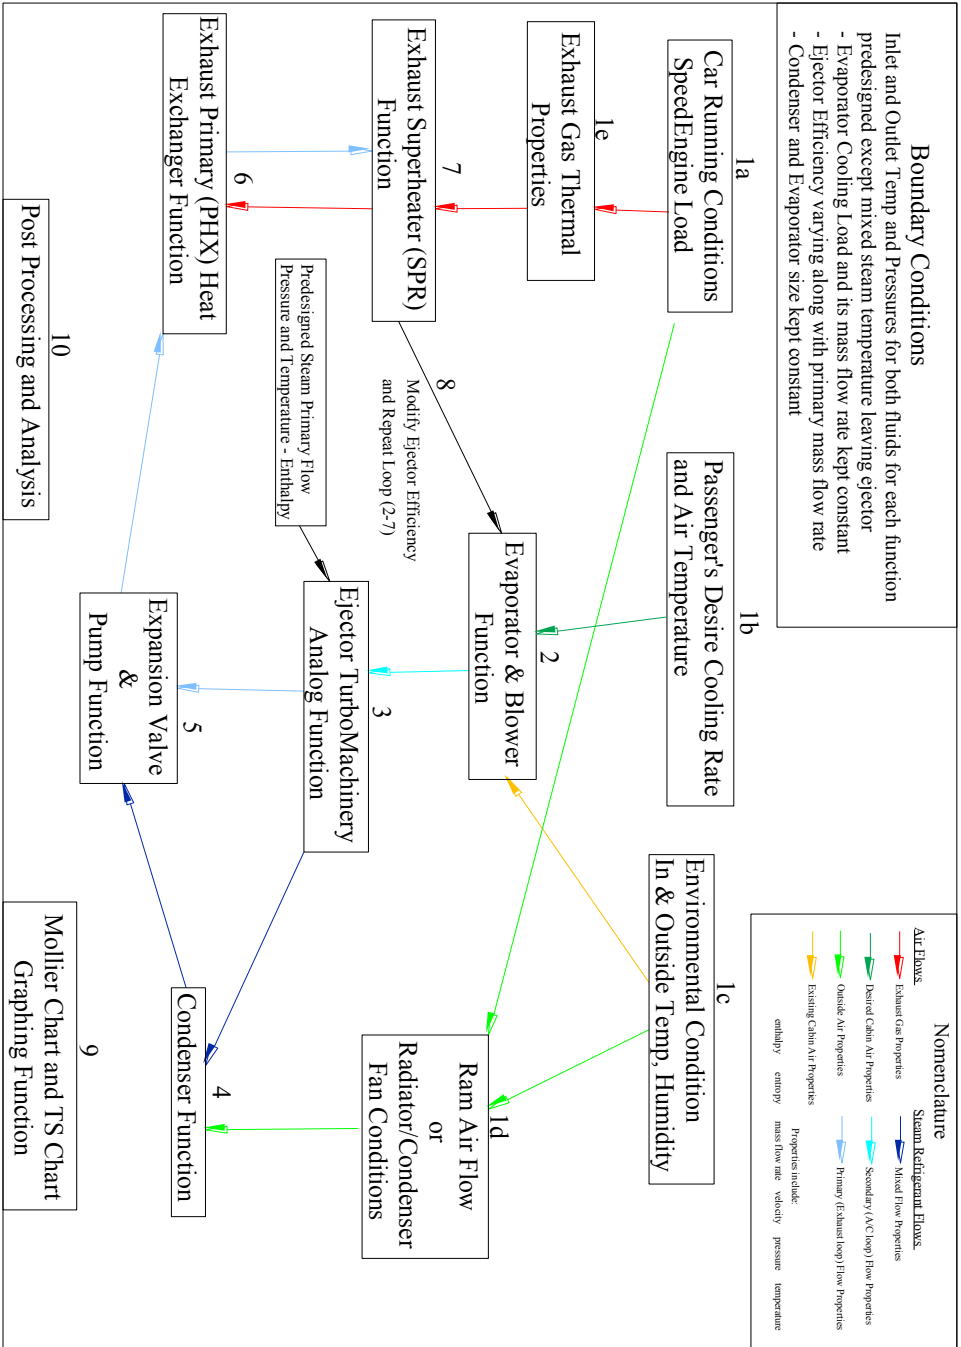 Boundary Conditions
Inlet and Outlet Temp and Pressures for both fluids for each function
predesigned except mixed steam temperature leaving ejector
- Evaporator Cooling Load and its mass flow rate kept constant
- Ejector Efficiency varying along with primary mass flow rate
- Condenser and Evaporator size kept constant
Nomenclature
Air Flows
Steam Refrigerant Flows
Exhaust Gas Properties
Mixed Flow Properties
Desired Cabin Air Properties
Secondary (A/C loop) Flow Properties
Outside Air Properties
Primary (Exhaust loop) Flow Properties
Existing Cabin Air Properties
Properties include:
enthalpy entropy mass flow rate velocity pressure temperature
1a
Car Running Conditions
SpeedEngine Load
1b
Passenger's Desire Cooling Rate
and Air Temperature
1c
Environmental Condition
In & Outside Temp, Humidity
1e
Exhaust Gas Thermal
Properties
2
Evaporator & Blower
Function
1d
Ram Air Flow
or
Radiator/Condenser
Fan Conditions
7
Exhaust Superheater (SPR)
Function
8
Modify Ejector Efficiency
and Repeat Loop (2-7)
Predesigned Steam Primary Flow
Pressure and Temperature - Enthalpy
3
Ejector TurboMachinery
Analog Function
6
Exhaust Primary (PHX) Heat
Exchanger Function
5
Expansion Valve
&
Pump Function
4
Condenser Function
10
Post Processing and Analysis
9
Mollier Chart and TS Chart
Graphing Function